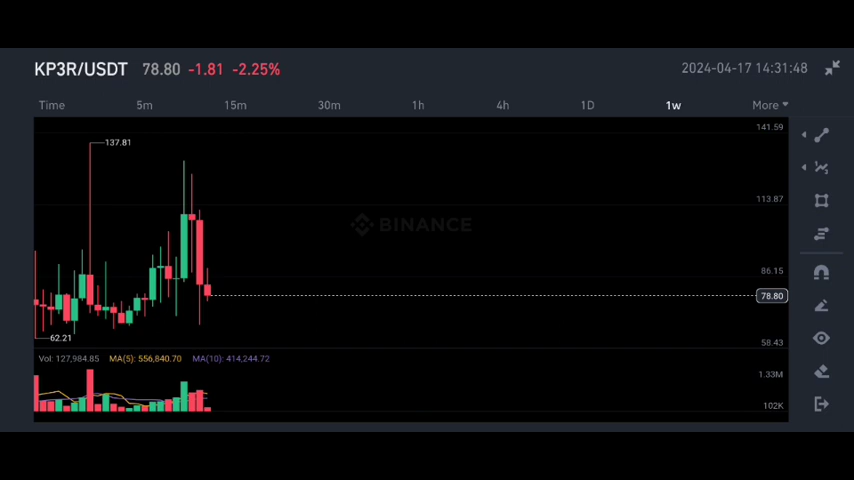 KP3R/USDT 78.80 -1.81 -2.25% 2024-04-17 14:31:48
Time 5m 15m 30m 1h 4h 1D 1w More
141.59
137.81
113.87
BINANCE
86.15
78.80
62.21
58.43
Vol: 127,984.85 MA(5): 556,840.70 MA(10): 414,244.72
1.33M
102K